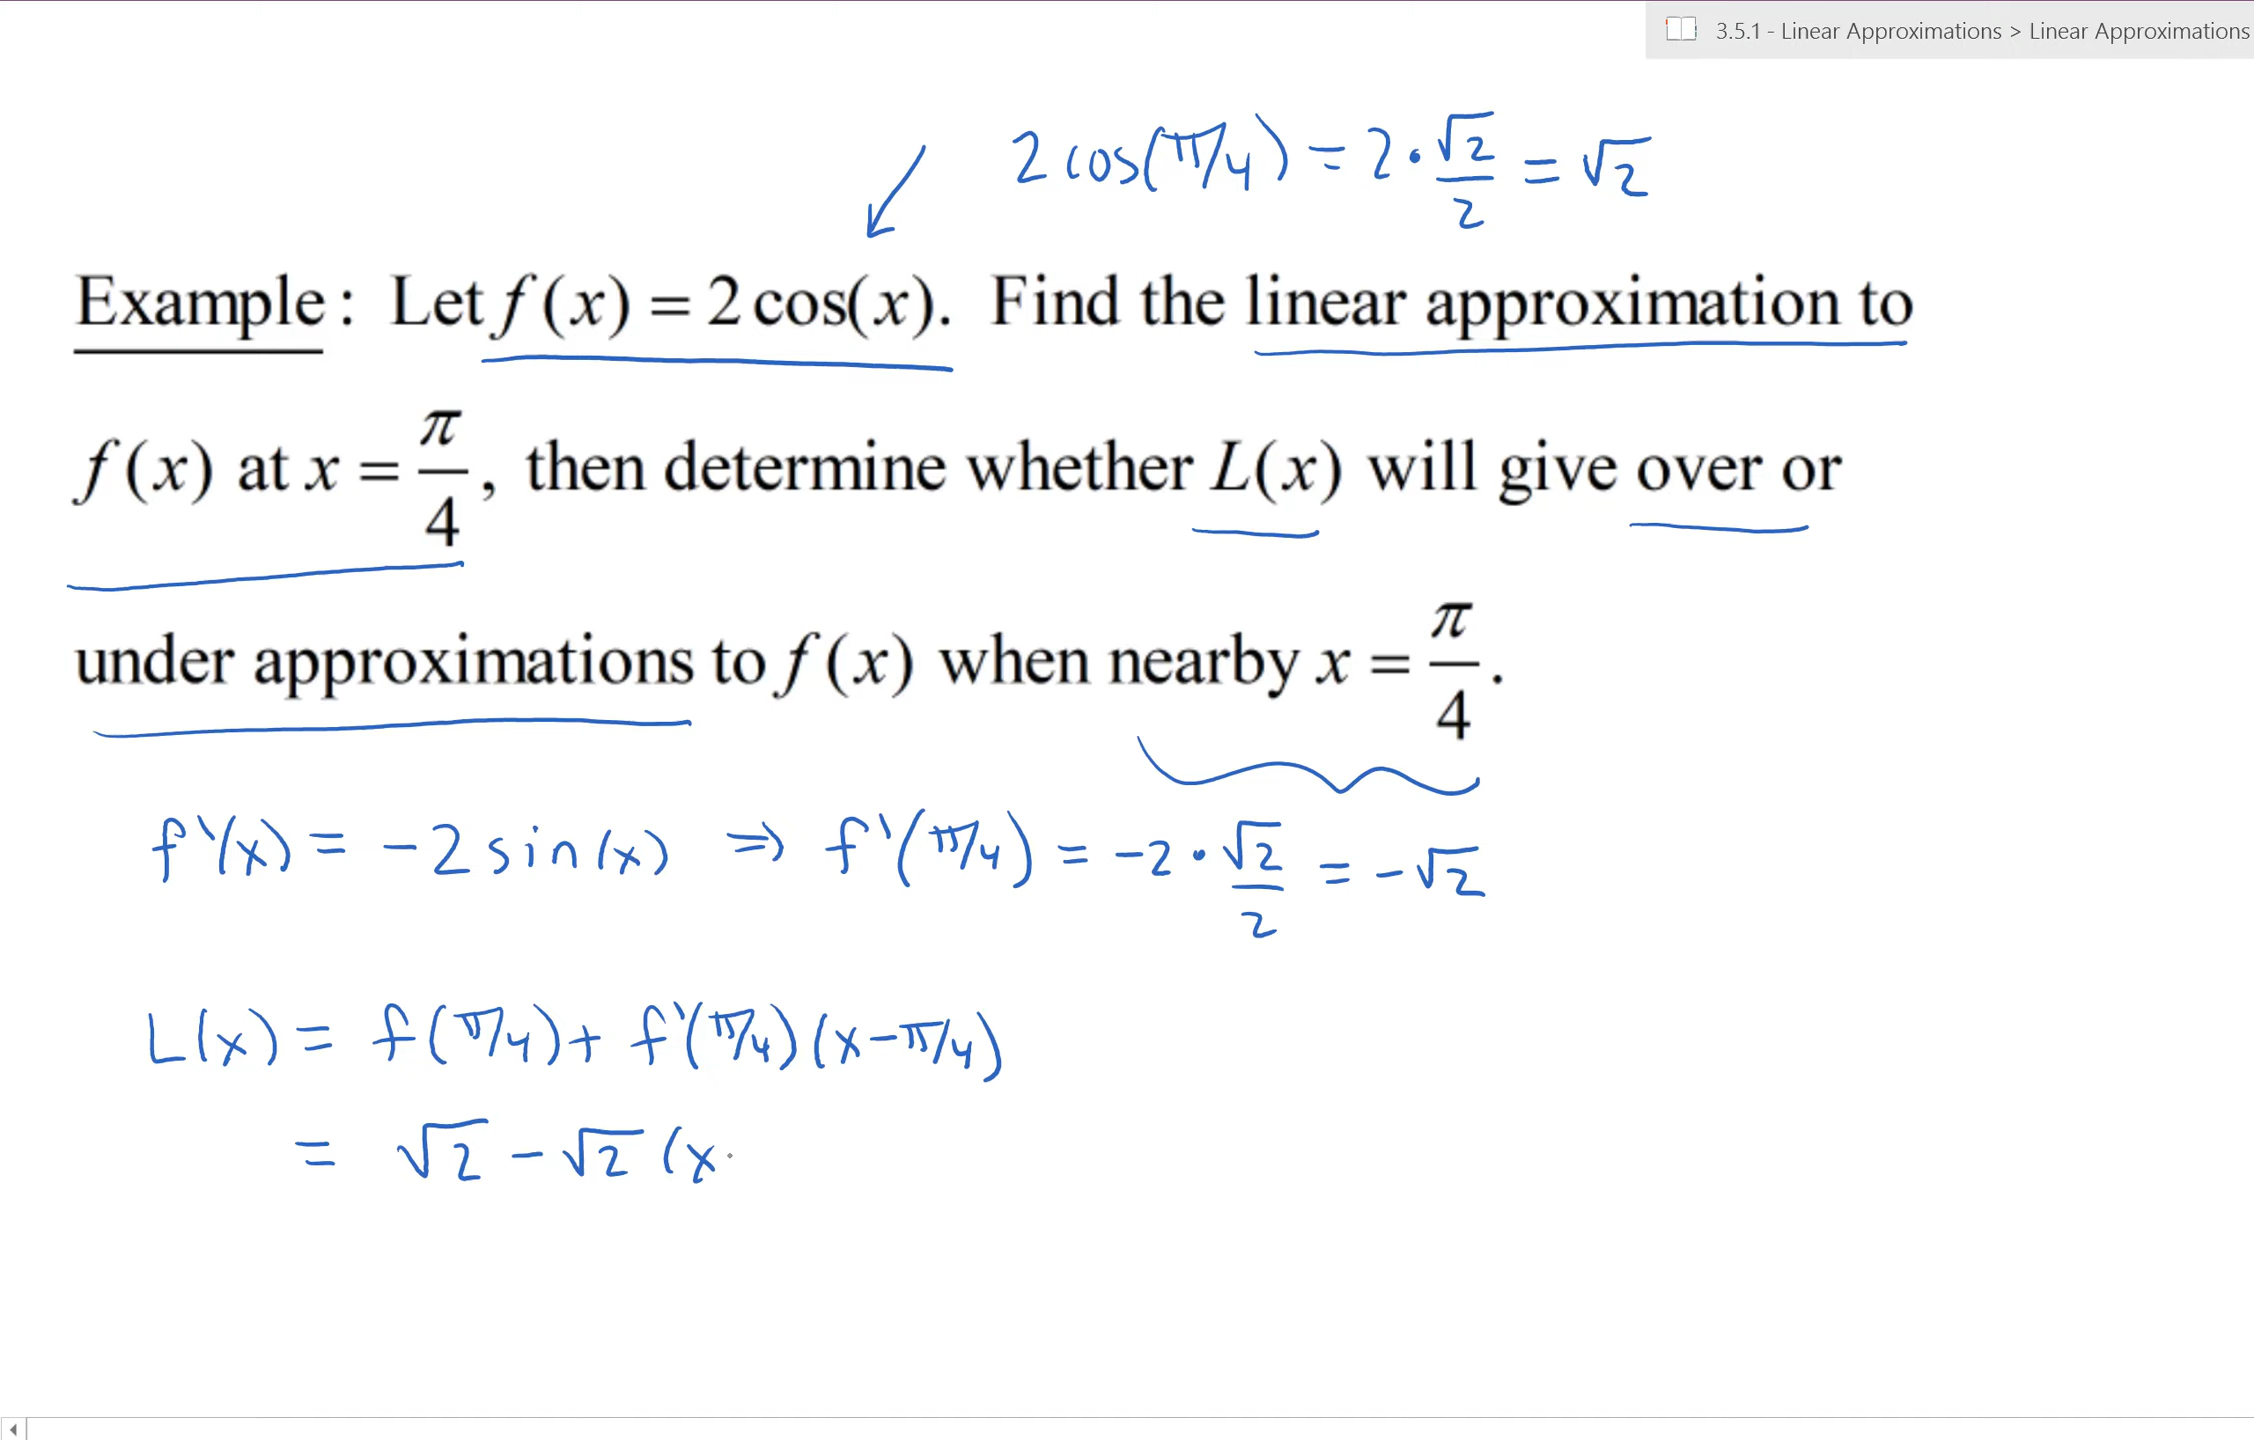 3.5.1 - Linear Approximations > Linear Approximations
2 cos(π/4) = 2 · √2/2 = √2
Example: Let f(x) = 2 cos(x). Find the linear approximation to
f(x) at x = π/4, then determine whether L(x) will give over or
under approximations to f(x) when nearby x = π/4.
f'(x) = -2 sin(x) ⇒ f'(π/4) = -2 · √2/2 = -√2
L(x) = f(π/4) + f'(π/4)(x - π/4)
= √2 - √2 (x